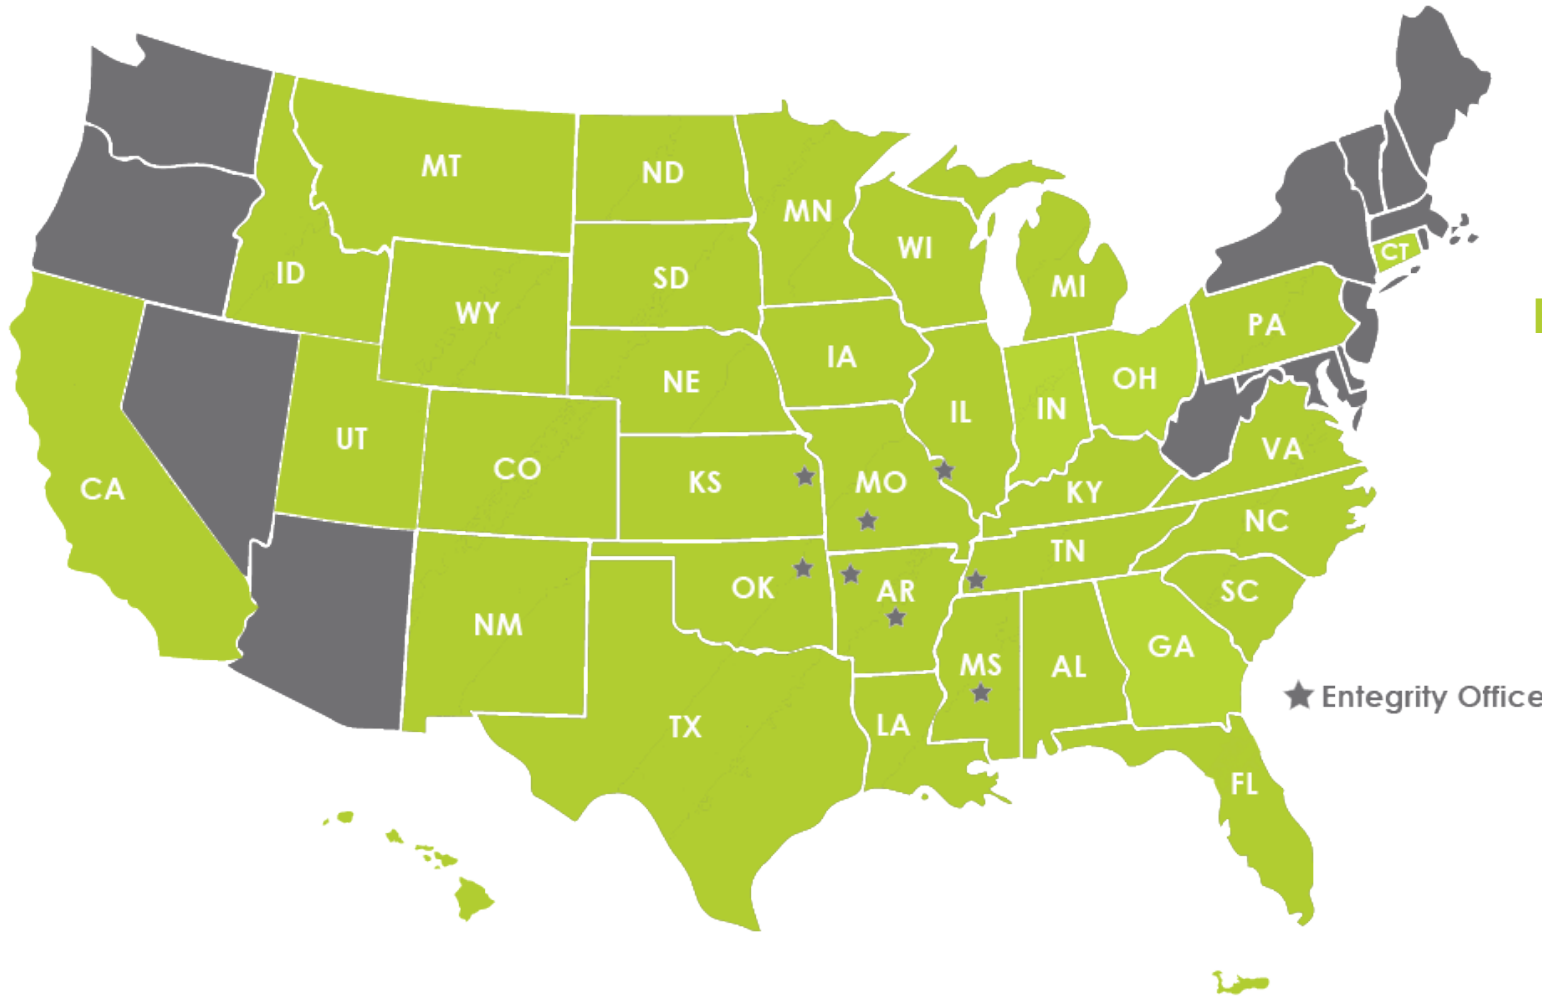 MT
ND
MN
WI
MI
CT
ID
SD
WY
PA
IA
NE
OH
IL
IN
UT
CO
KS
MO
KY
VA
CA
NC
TN
OK
AR
SC
NM
GA
MS
AL
TX
LA
FL
Entegrity Office